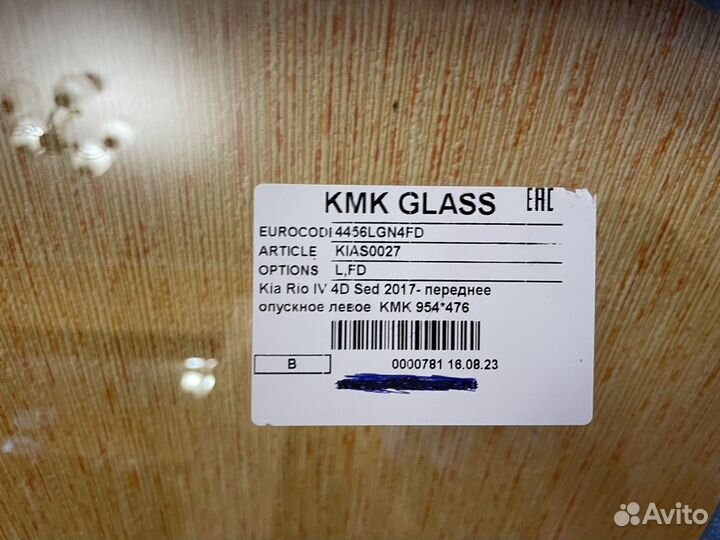 KMK GLASS EAC
EUROCODI 4456LGN4FD
ARTICLE KIAS0027
OPTIONS L,FD
Kia Rio IV 4D Sed 2017- переднее
опускное левое KMK 954*476
B 0000781 16.08.23
Avito